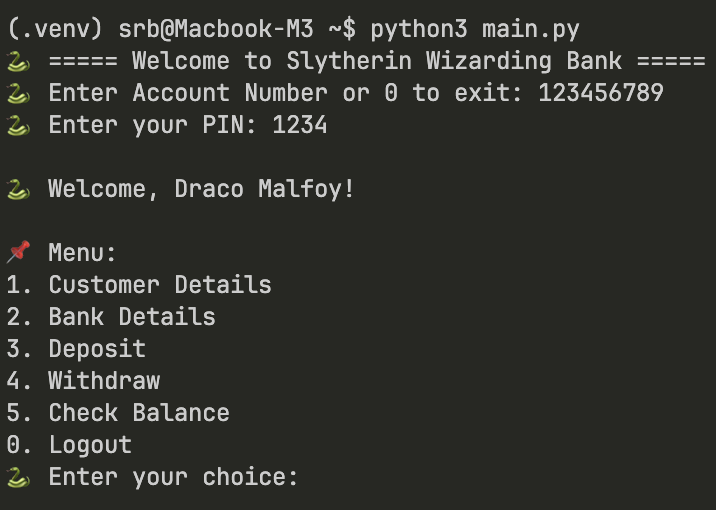 (.venv) srb@Macbook-M3 ~$ python3 main.py
🐍 ===== Welcome to Slytherin Wizarding Bank =====
🐍 Enter Account Number or 0 to exit: 123456789
🐍 Enter your PIN: 1234
🐍 Welcome, Draco Malfoy!
📌 Menu:
1. Customer Details
2. Bank Details
3. Deposit
4. Withdraw
5. Check Balance
0. Logout
🐍 Enter your choice: